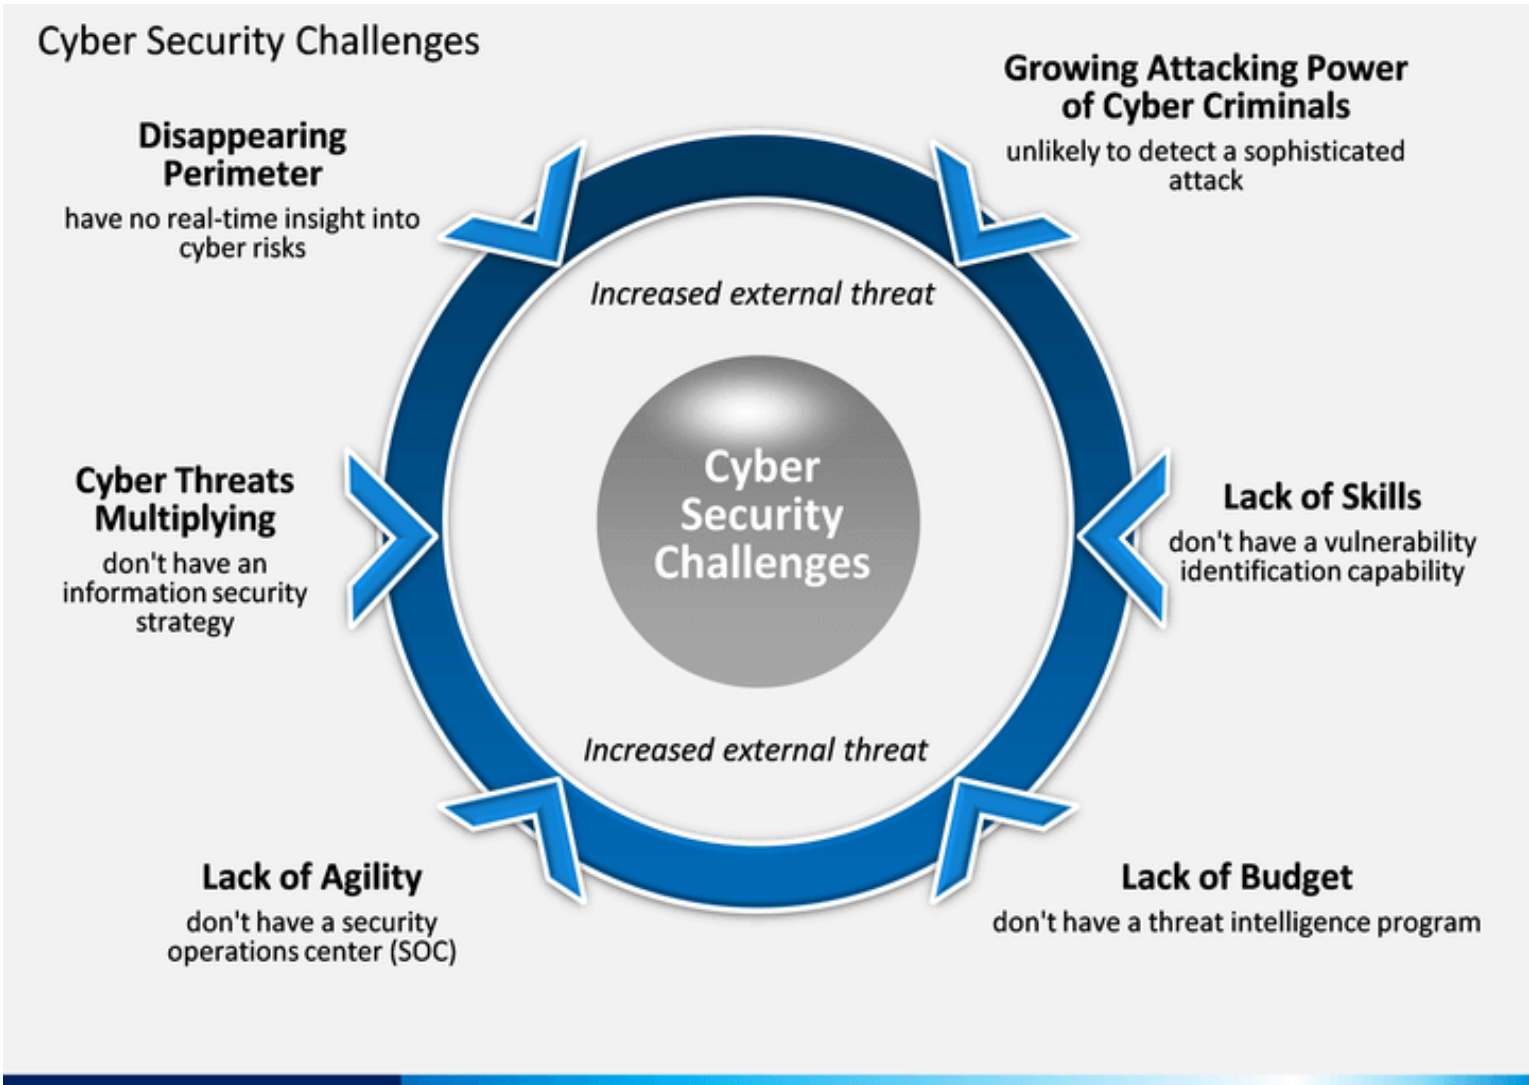 Cyber Security Challenges
Disappearing
Perimeter
have no real-time insight into
cyber risks
Growing Attacking Power
of Cyber Criminals
unlikely to detect a sophisticated
attack
Increased external threat
Cyber Threats
Multiplying
don't have an
information security
strategy
Cyber
Security
Challenges
Lack of Skills
don't have a vulnerability
identification capability
Increased external threat
Lack of Agility
don't have a security
operations center (SOC)
Lack of Budget
don't have a threat intelligence program